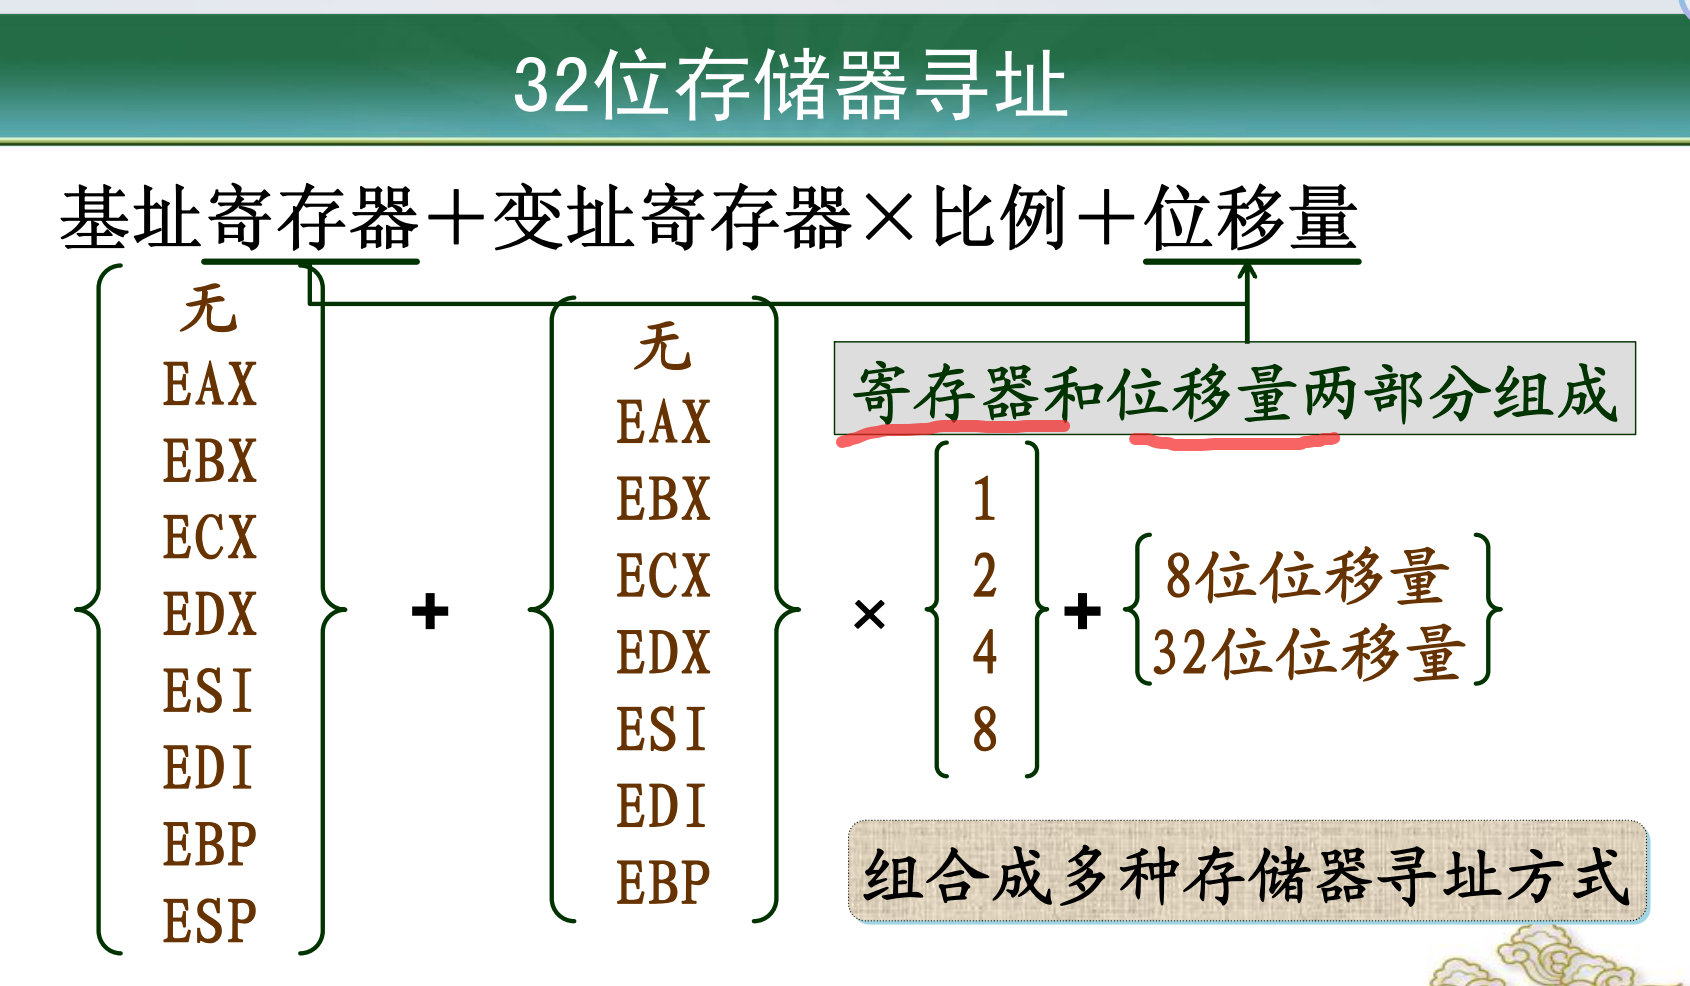 32位存储器寻址
基址寄存器＋变址寄存器×比例＋位移量
无
EAX
EBX
ECX
EDX
ESI
EDI
EBP
ESP
+
无
EAX
EBX
ECX
EDX
ESI
EDI
EBP
×
1
2
4
8
+
8位位移量
32位位移量
寄存器和位移量两部分组成
组合成多种存储器寻址方式